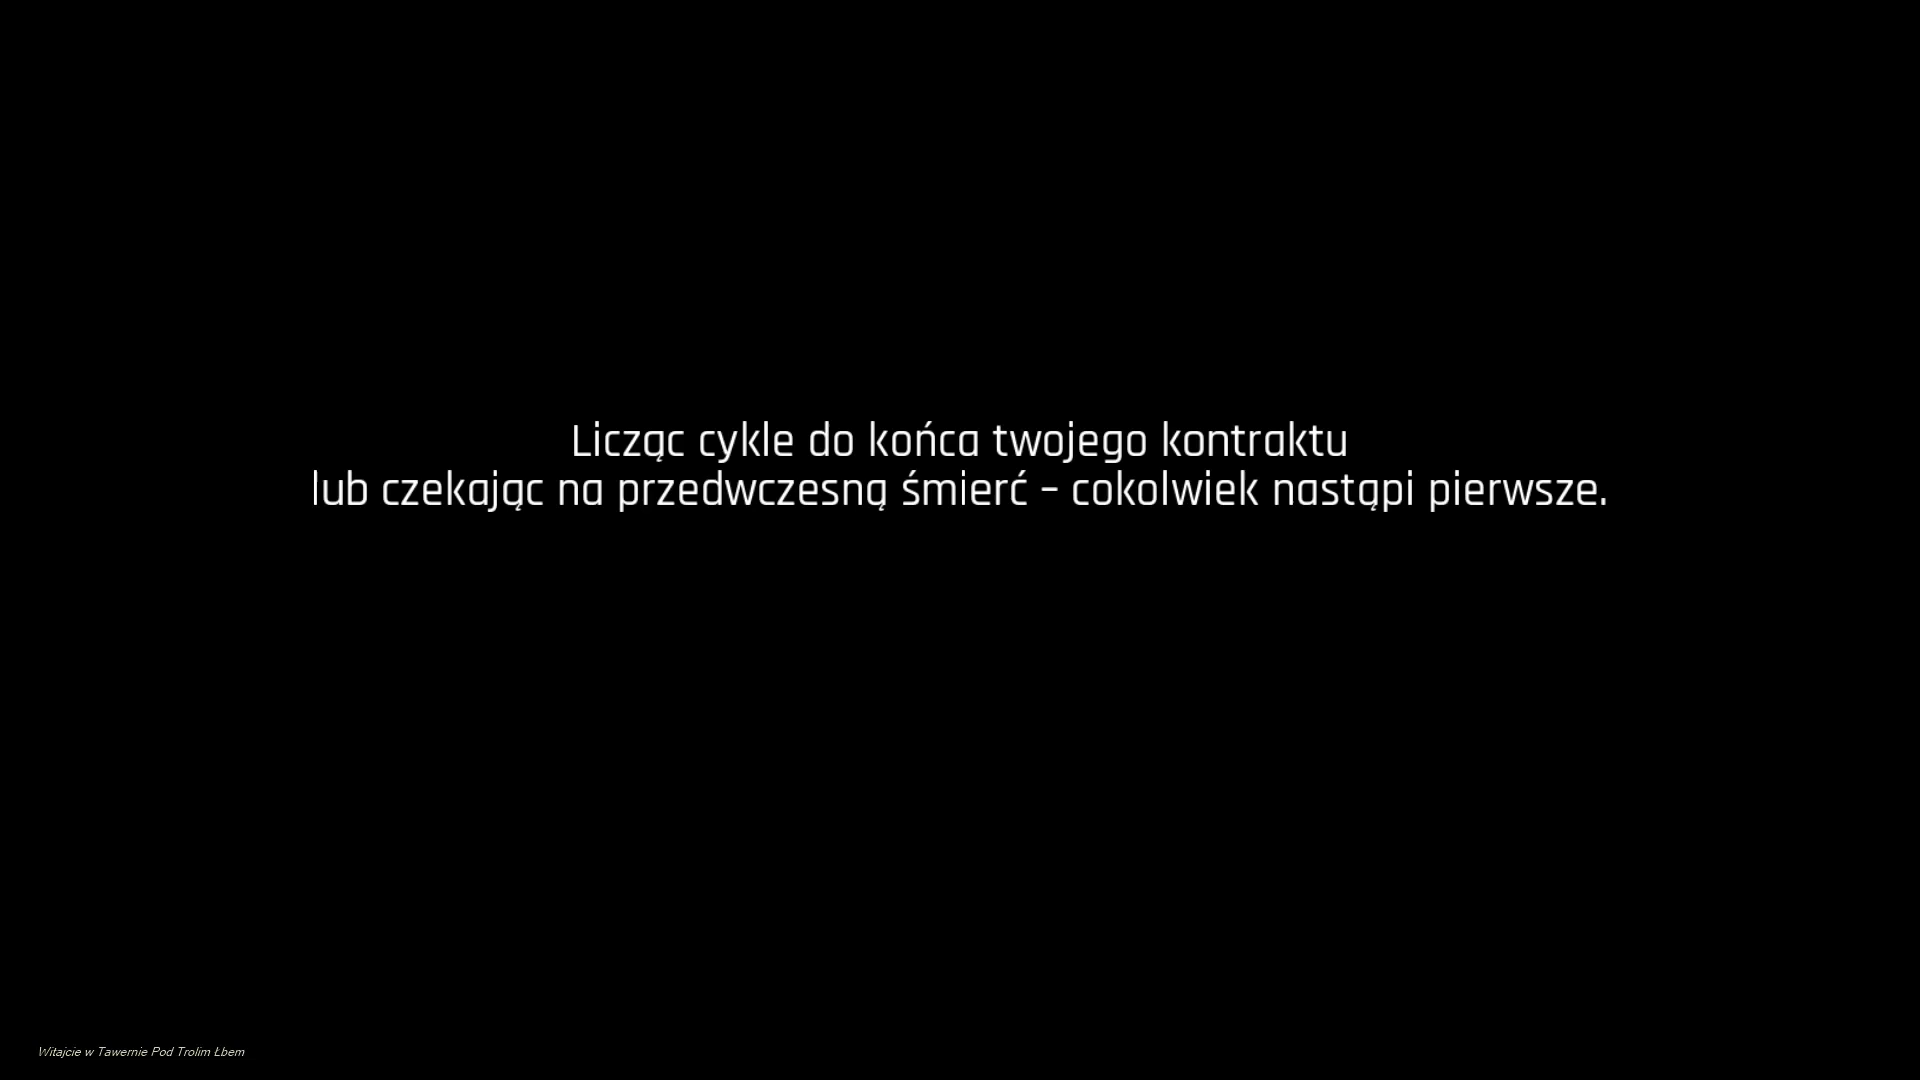 Licząc cykle do końca twojego kontraktu
lub czekając na przedwczesną śmierć – cokolwiek nastąpi pierwsze.
Witajcie w Tawernie Pod Trolim Łbem